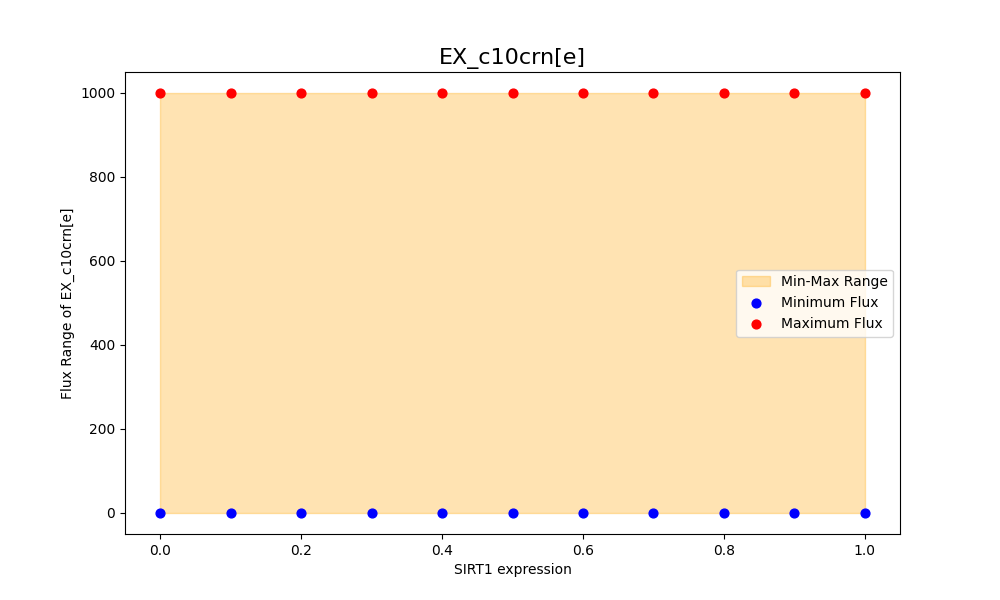 EX_c10crn[e]
Flux Range of EX_c10crn[e]
1000
800
600
400
200
0
Min-Max Range
Minimum Flux
Maximum Flux
0.0 0.2 0.4 0.6 0.8 1.0
SIRT1 expression